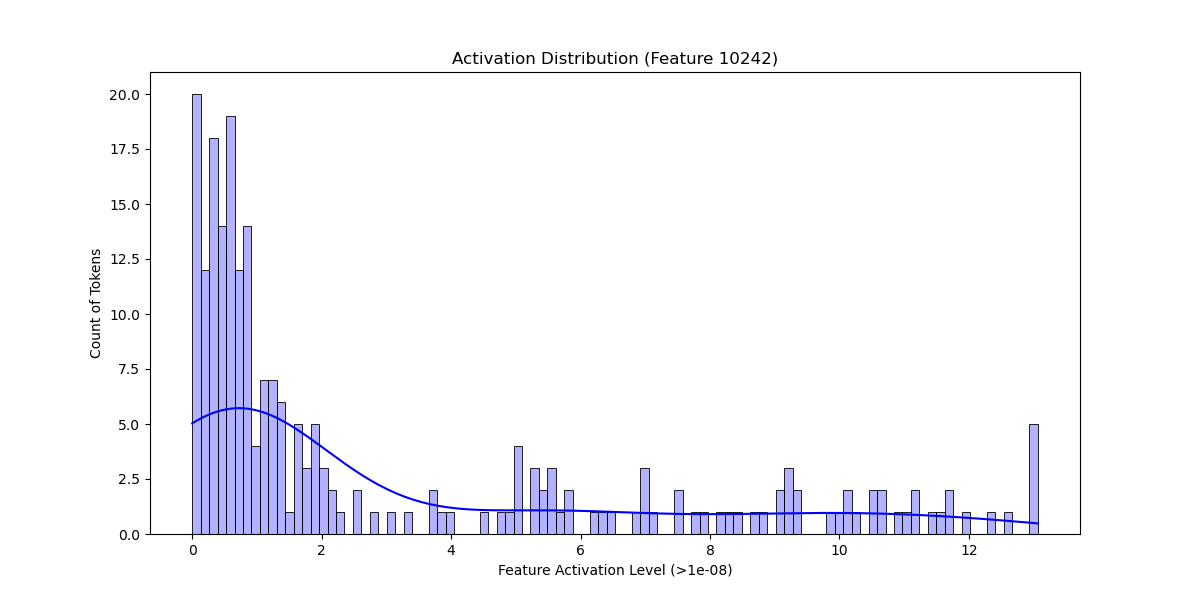 Activation Distribution (Feature 10242)
20.0
17.5
15.0
12.5
10.0
7.5
5.0
2.5
0.0
Count of Tokens
0 2 4 6 8 10 12
Feature Activation Level (>1e-08)